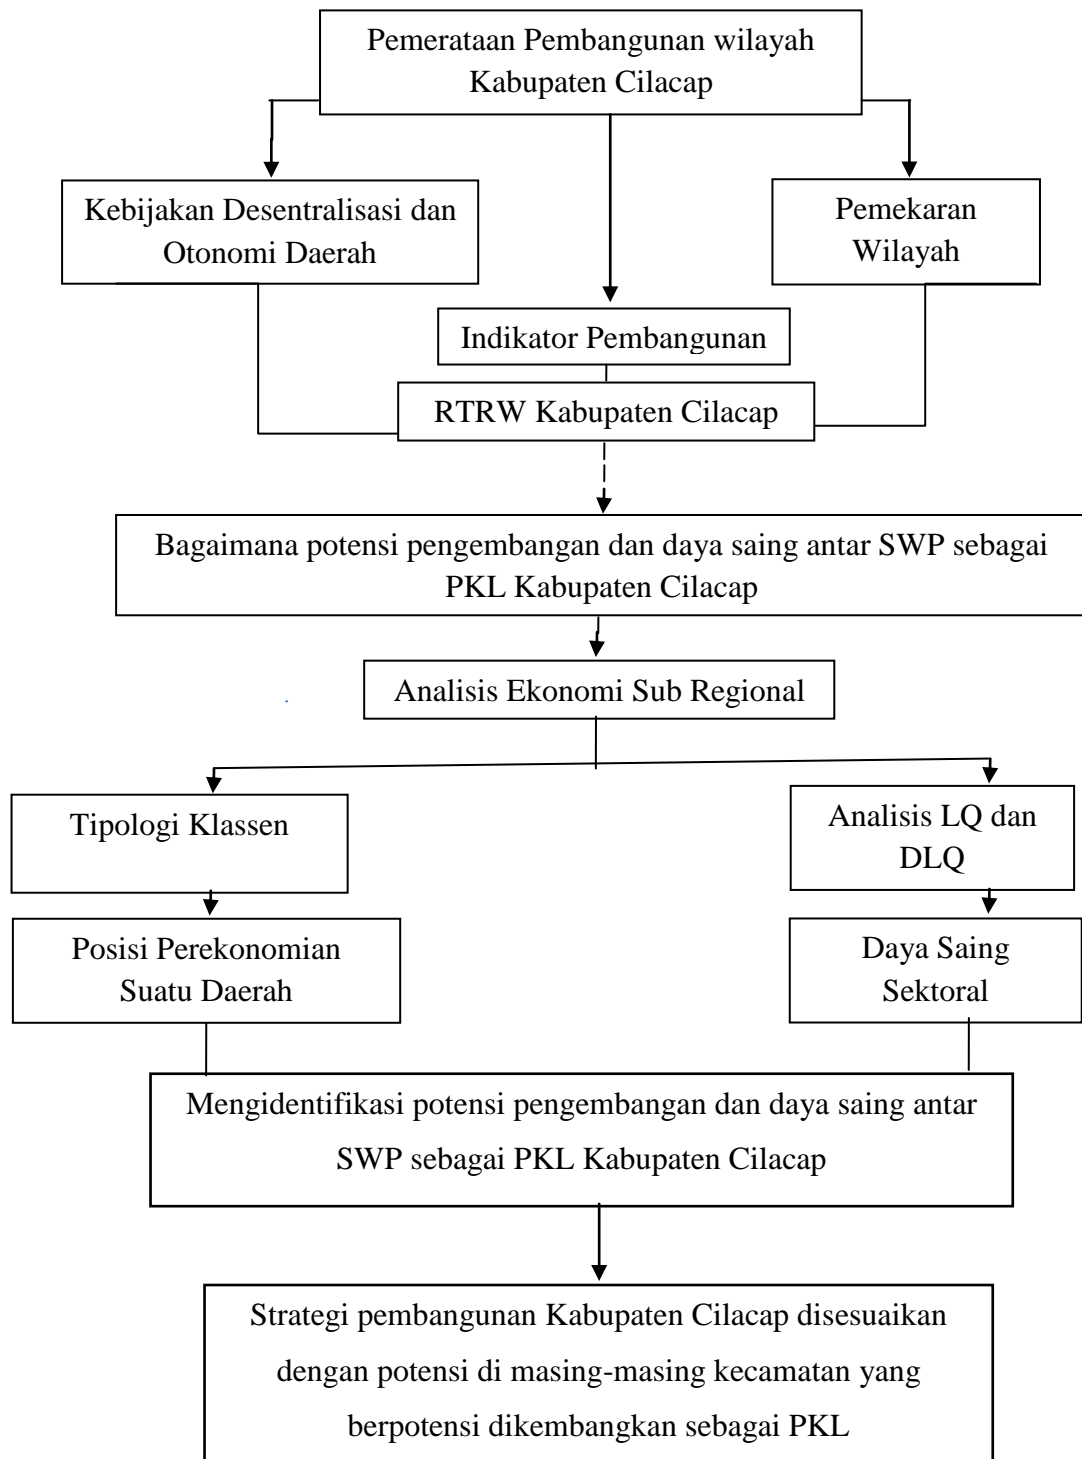 Pemerataan Pembangunan wilayah
Kabupaten Cilacap
Kebijakan Desentralisasi dan
Otonomi Daerah
Pemekaran
Wilayah
Indikator Pembangunan
RTRW Kabupaten Cilacap
Bagaimana potensi pengembangan dan daya saing antar SWP sebagai
PKL Kabupaten Cilacap
Analisis Ekonomi Sub Regional
Tipologi Klassen
Analisis LQ dan
DLQ
Posisi Perekonomian
Suatu Daerah
Daya Saing
Sektoral
Mengidentifikasi potensi pengembangan dan daya saing antar
SWP sebagai PKL Kabupaten Cilacap
Strategi pembangunan Kabupaten Cilacap disesuaikan
dengan potensi di masing-masing kecamatan yang
berpotensi dikembangkan sebagai PKL